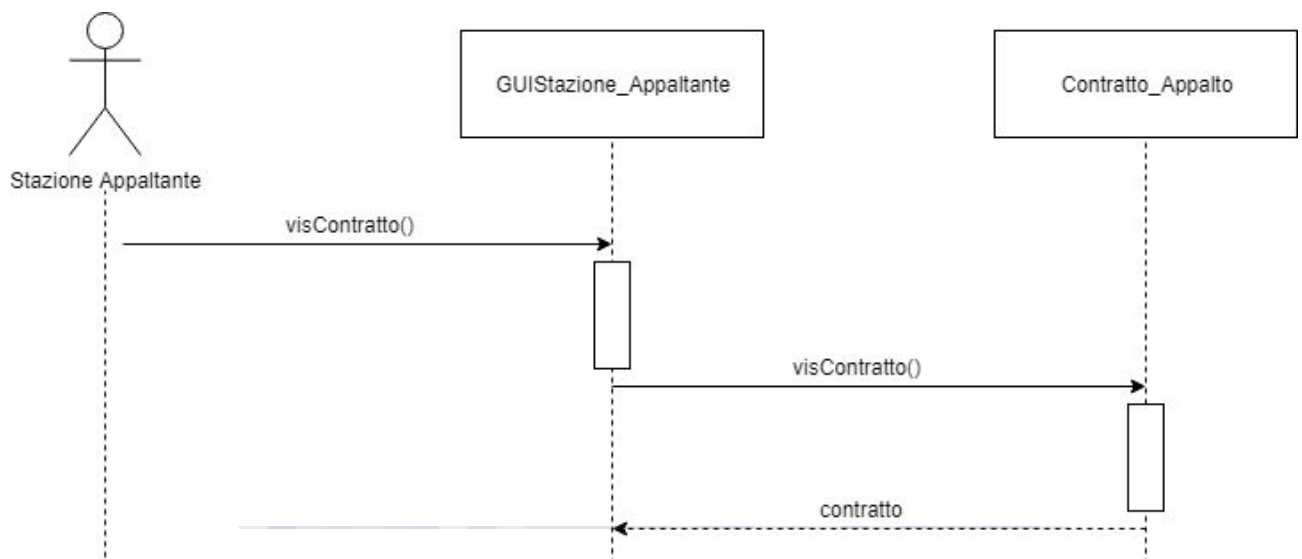 GUIStazione_Appaltante
Contratto_Appalto
Stazione Appaltante
visContratto()
visContratto()
contratto